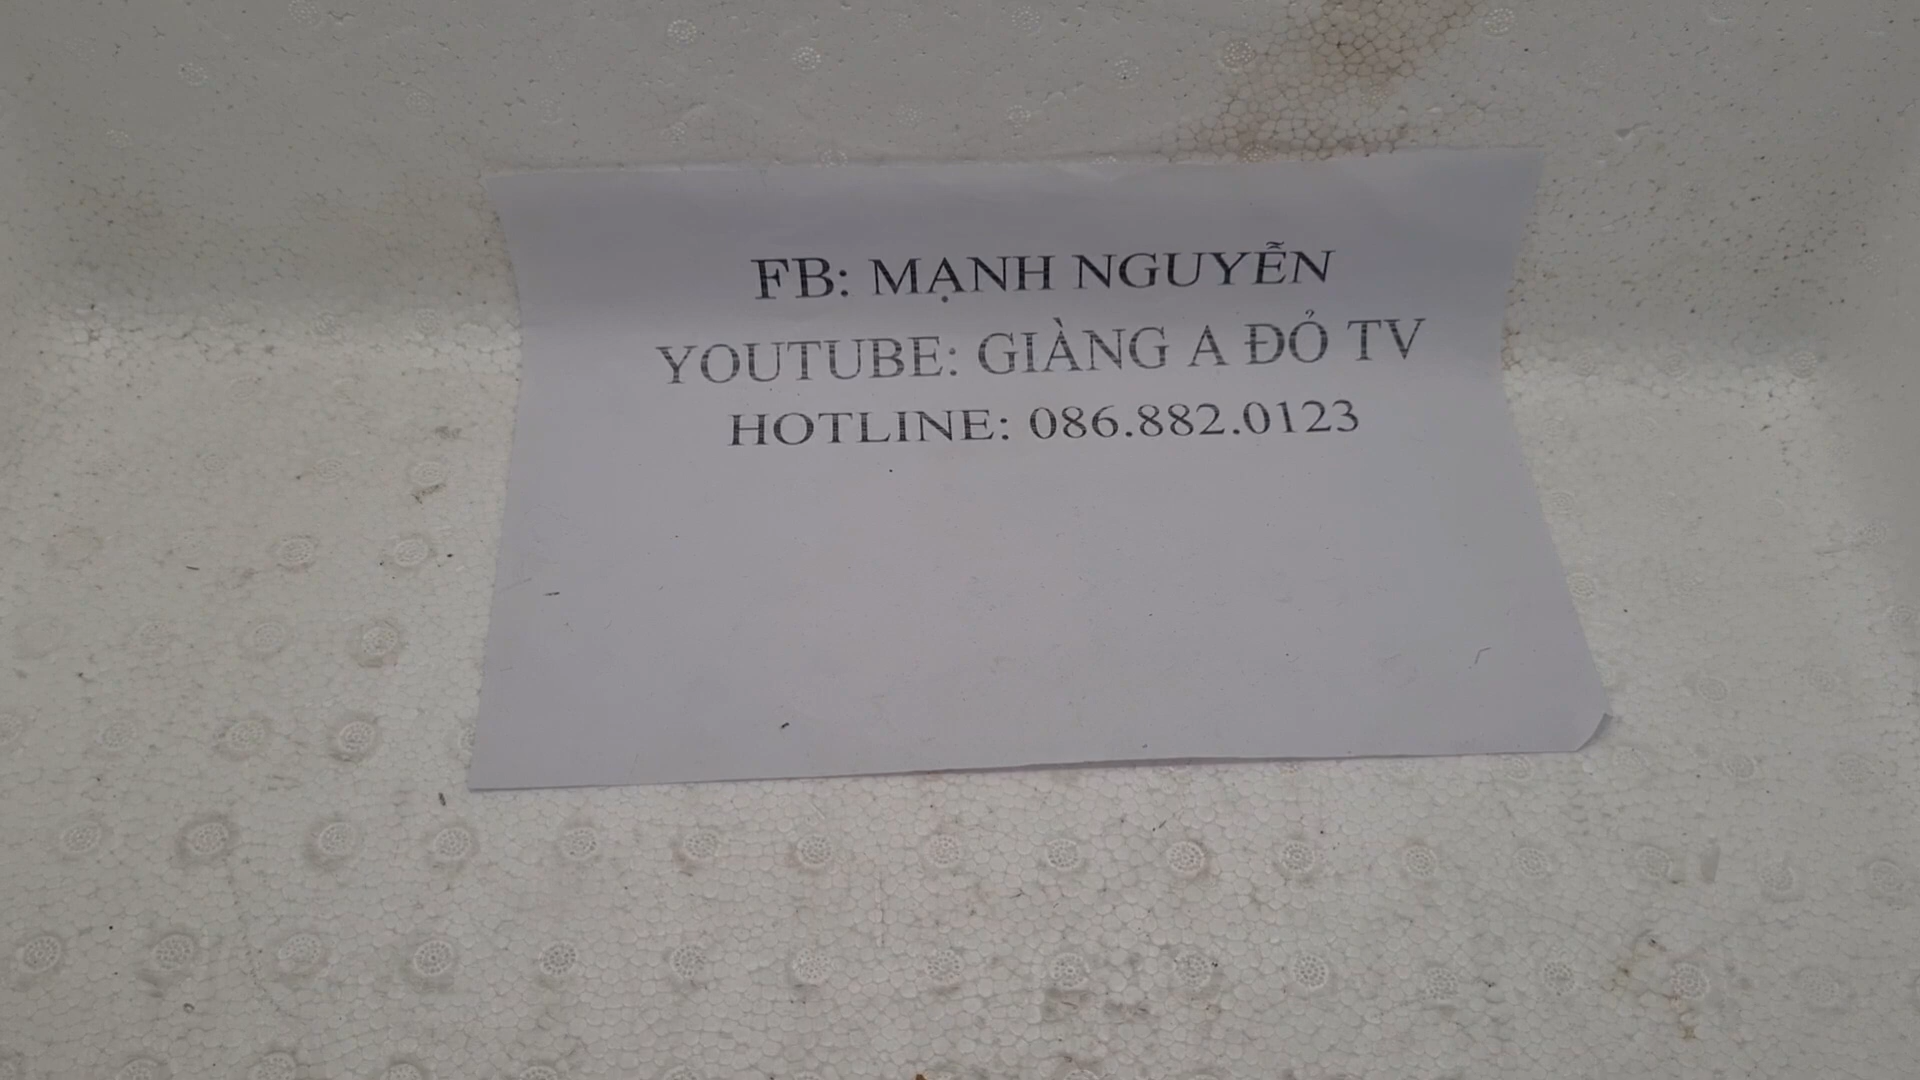 FB: MẠNH NGUYỄN
YOUTUBE: GIÀNG A ĐỎ TV
HOTLINE: 086.882.0123